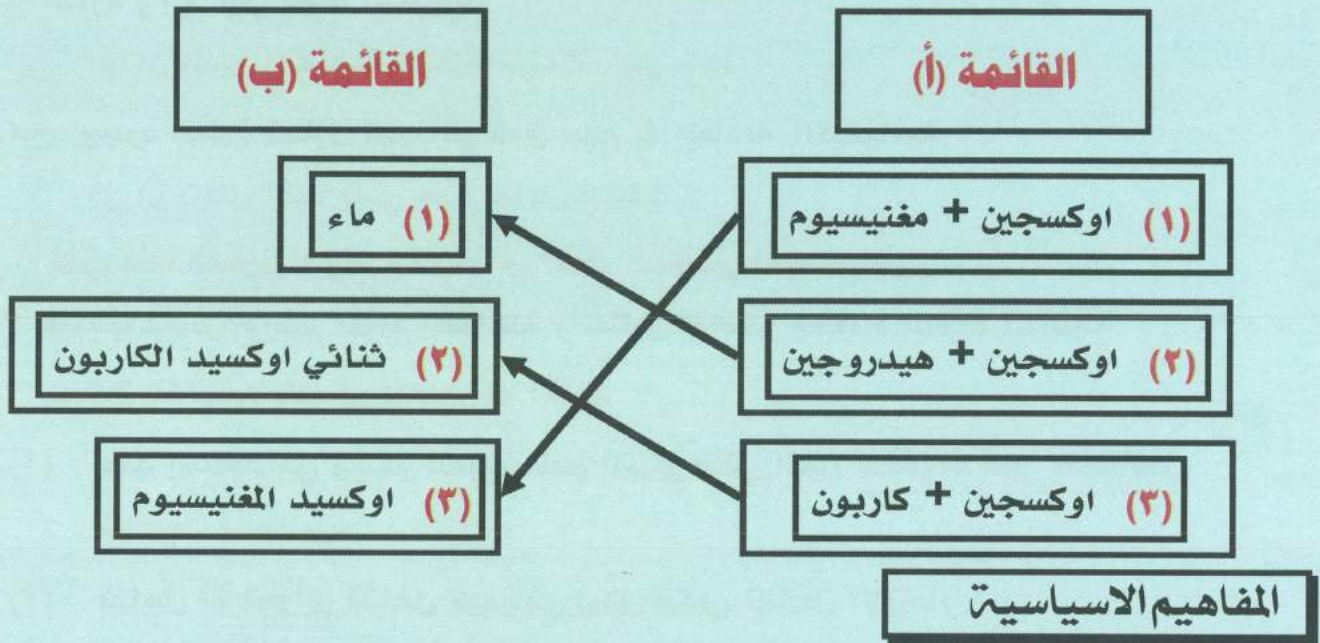 القائمة (أ)
القائمة (ب)
(١) اوكسجين + مغنيسيوم
(١) ماء
(٢) اوكسجين + هيدروجين
(٢) ثنائي اوكسيد الكاربون
(٣) اوكسجين + كاربون
(٣) اوكسيد المغنيسيوم
المفاهيم الاسياسية